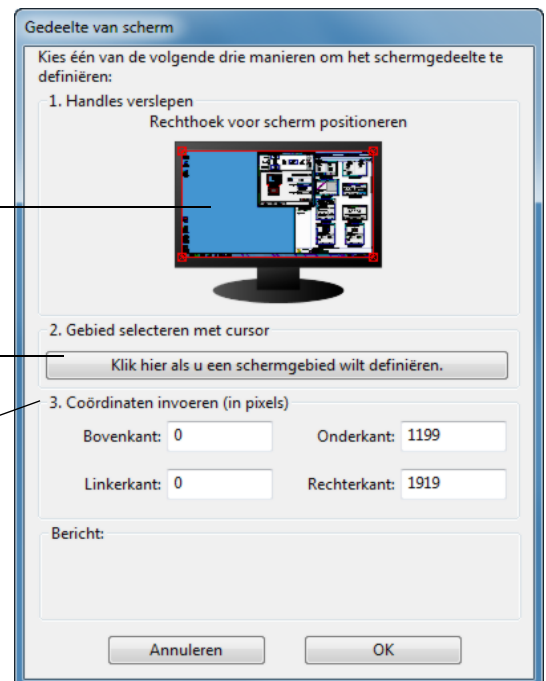 Gedeelte van scherm
Kies één van de volgende drie manieren om het schermgedeelte te
definiëren:
1. Handles verslepen
Rechthoek voor scherm positioneren
2. Gebied selecteren met cursor
Klik hier als u een schermgebied wilt definiëren.
3. Coördinaten invoeren (in pixels)
Bovenkant: 0 Onderkant: 1199
Linkerkant: 0 Rechterkant: 1919
Bericht:
Annuleren OK